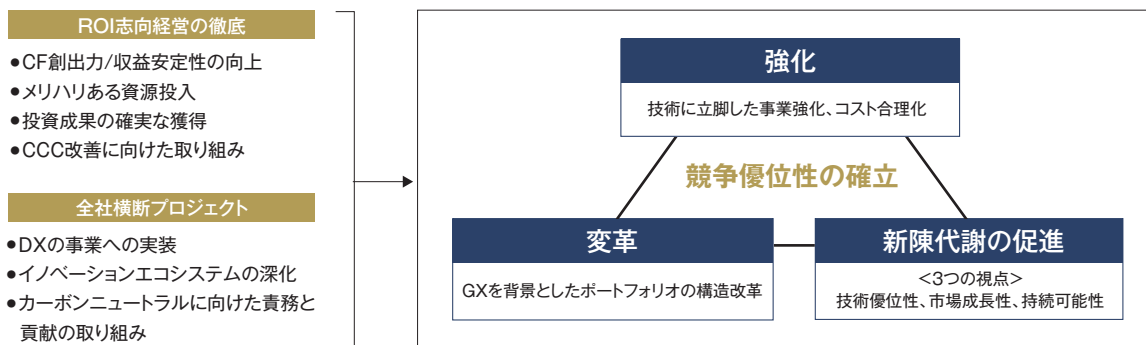 ROI志向経営の徹底
●CF創出力/収益安定性の向上
●メリハリある資源投入
●投資成果の確実な獲得
●CCC改善に向けた取り組み
全社横断プロジェクト
●DXの事業への実装
●イノベーションエコシステムの深化
●カーボンニュートラルに向けた責務と
貢献の取り組み
強化
技術に立脚した事業強化、コスト合理化
競争優位性の確立
変革
GXを背景としたポートフォリオの構造改革
新陳代謝の促進
<3つの視点>
技術優位性、市場成長性、持続可能性